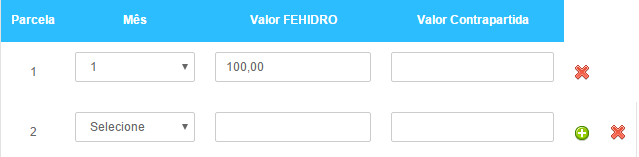 Parcela Mês Valor FEHIDRO Valor Contrapartida
1 1 100,00
2 Selecione